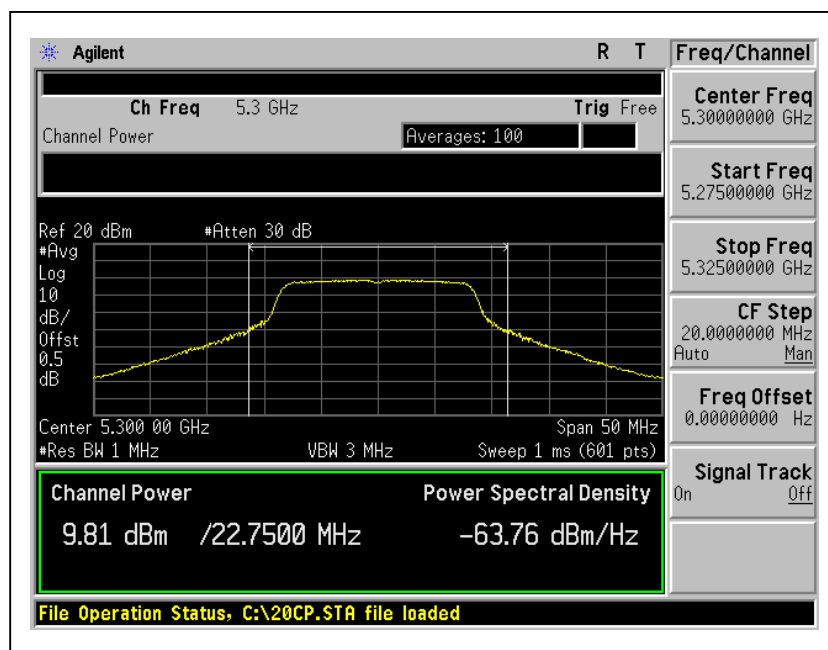 Agilent R T
Ch Freq 5.3 GHz Trig Free
Channel Power Averages: 100
Ref 20 dBm #Atten 30 dB
#Avg
Log
10
dB/
Offst
0.5
dB
Center 5.300 00 GHz Span 50 MHz
#Res BW 1 MHz VBW 3 MHz Sweep 1 ms (601 pts)
Channel Power Power Spectral Density
9.81 dBm /22.7500 MHz -63.76 dBm/Hz
File Operation Status, C:\20CP.STA file loaded
Freq/Channel
Center Freq
5.30000000 GHz
Start Freq
5.27500000 GHz
Stop Freq
5.32500000 GHz
CF Step
20.0000000 MHz
Auto Man
Freq Offset
0.00000000 Hz
Signal Track
On Off